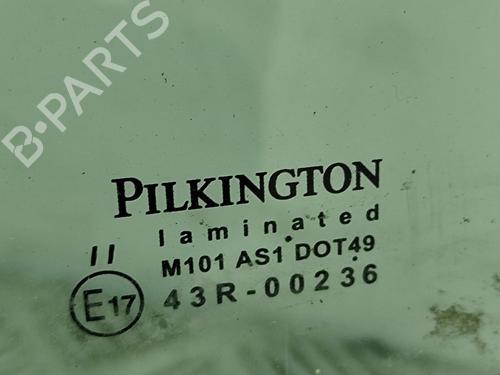 B-PARTS
PILKINGTON
II laminated
M101 AS1 DOT49
E17 43R-00236